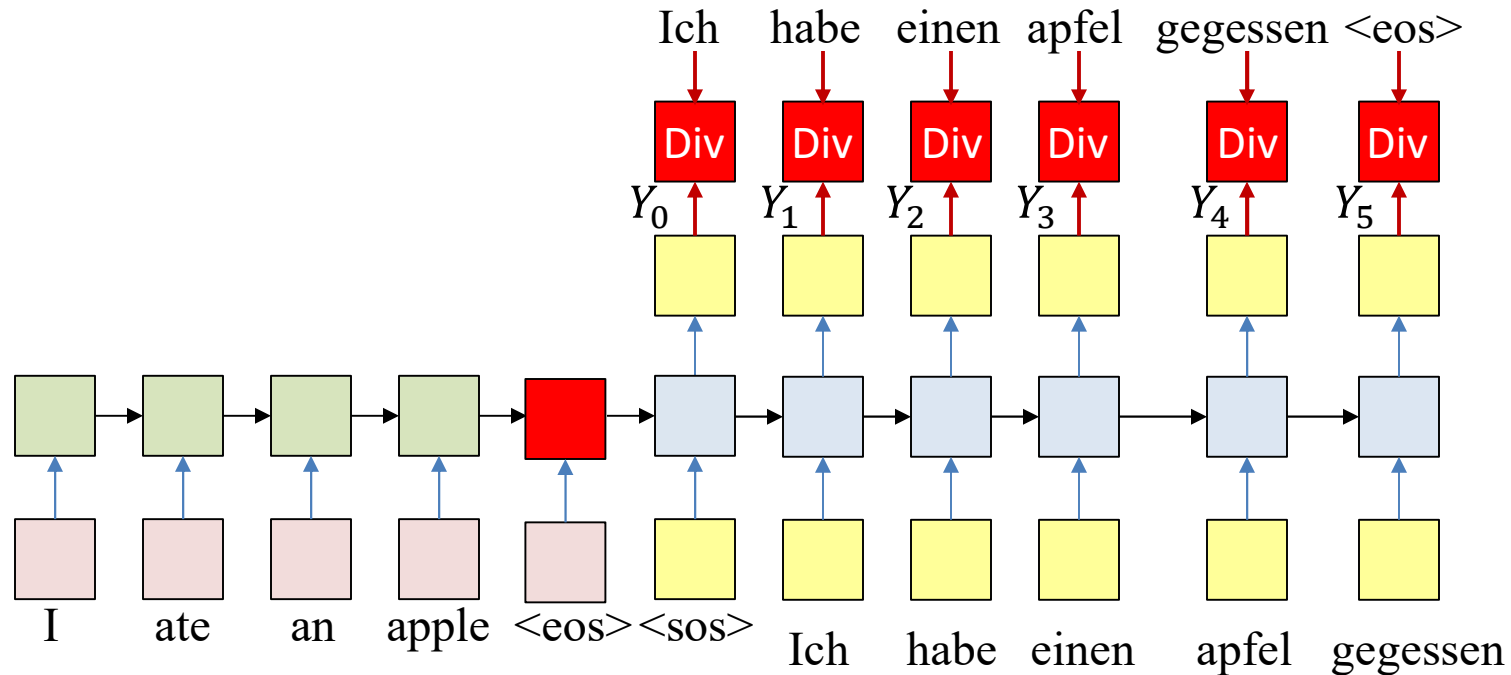 Ich habe einen apfel gegessen <eos>
Div Div Div Div Div Div
Y₀ Y₁ Y₂ Y₃ Y₄ Y₅
I ate an apple <eos> <sos>
Ich habe einen apfel gegessen